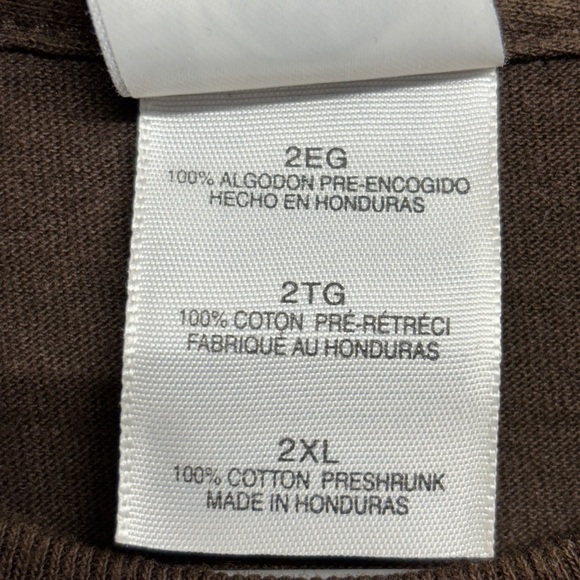 2EG
100% ALGODON PRE-ENCOGIDO
HECHO EN HONDURAS
2TG
100% COTON PRÉ-RÉTRÉCI
FABRIQUÉ AU HONDURAS
2XL
100% COTTON PRESHRUNK
MADE IN HONDURAS